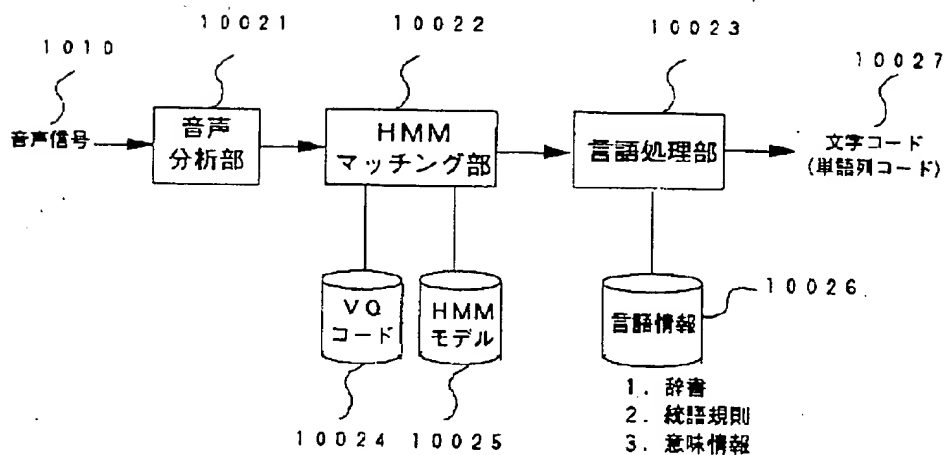 10021
10022
10023
10027
1010
音声信号
音声
分析部
HMM
マッチング部
言語処理部
文字コード
(単語列コード)
VQ
コード
HMM
モデル
言語情報
10026
1. 辞書
2. 統語規則
3. 意味情報
10024
10025